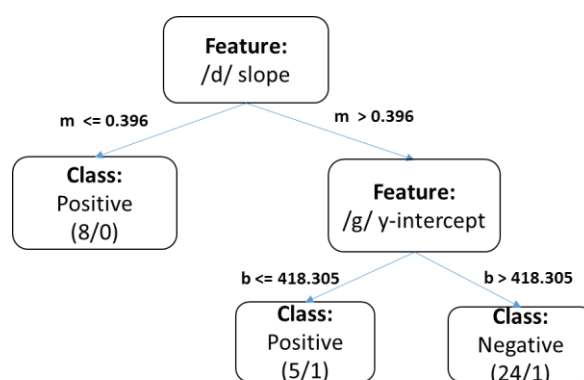 Feature:
/d/ slope
m <= 0.396
m > 0.396
Class:
Positive
(8/0)
Feature:
/g/ y-intercept
b <= 418.305
b > 418.305
Class:
Positive
(5/1)
Class:
Negative
(24/1)